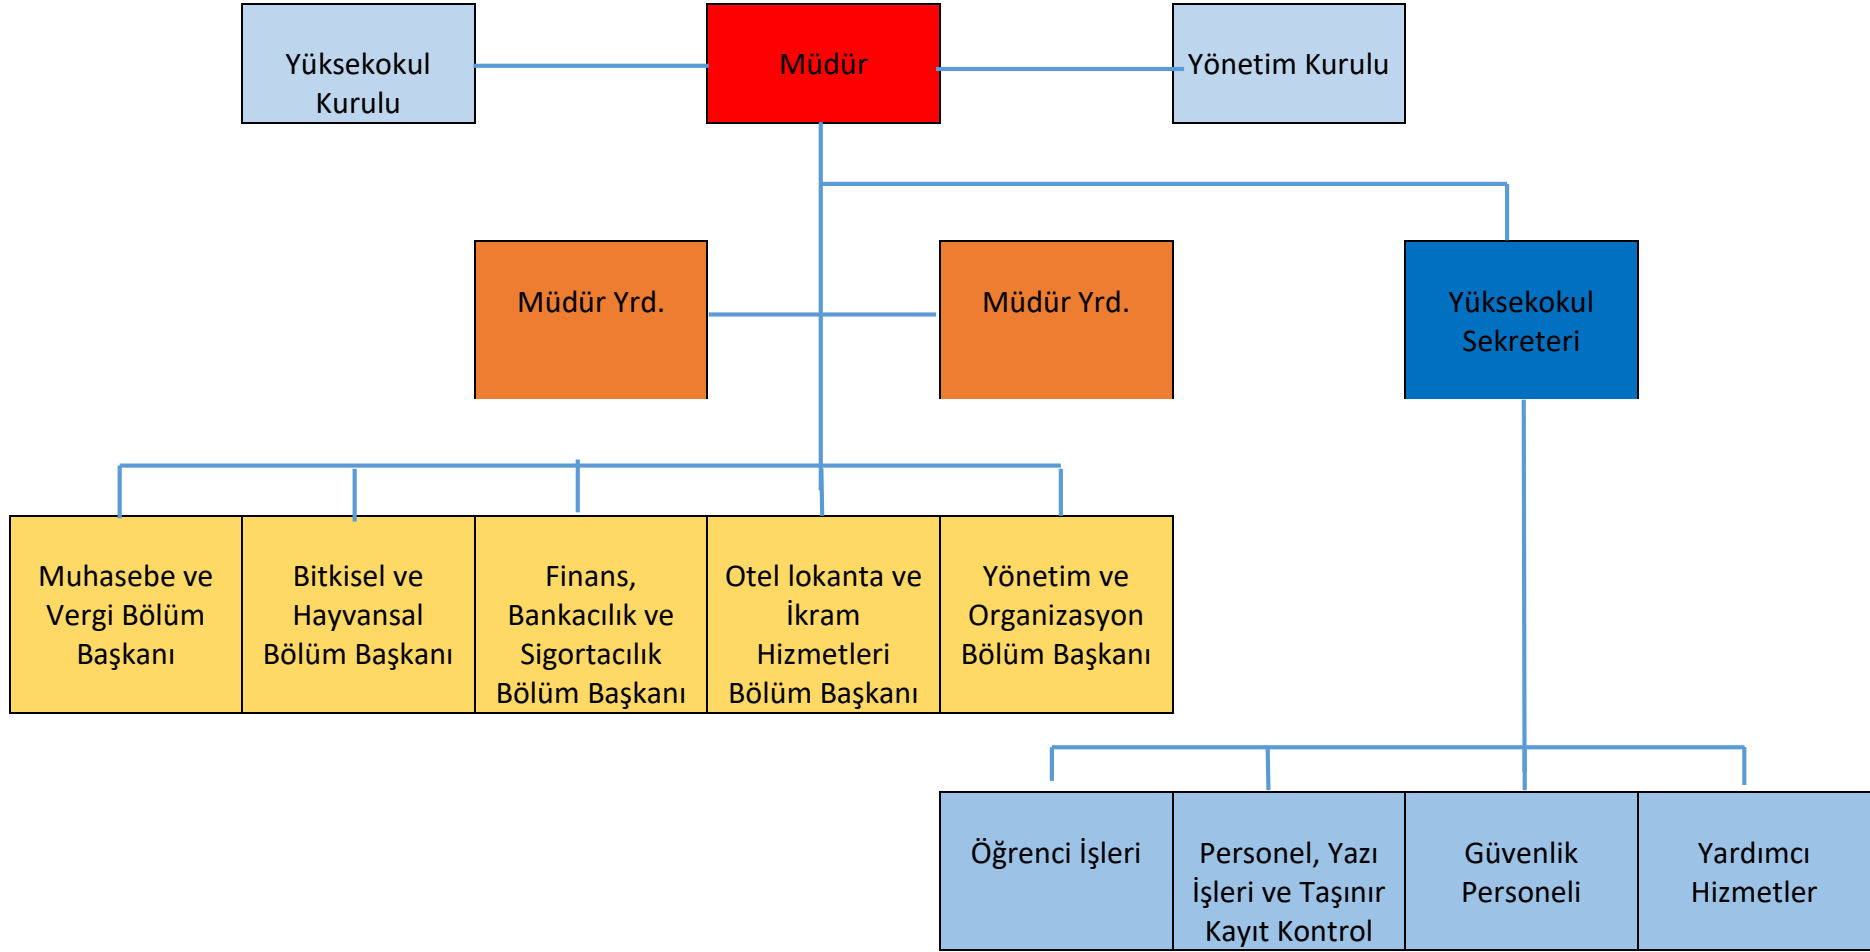 Yüksekokul
Kurulu
Müdür
Yönetim Kurulu
Müdür Yrd.
Müdür Yrd.
Yüksekokul
Sekreteri
Muhasebe ve
Vergi Bölüm
Başkanı
Bitkisel ve
Hayvansal
Bölüm Başkanı
Finans,
Bankacılık ve
Sigortacılık
Bölüm Başkanı
Otel lokanta ve
İkram
Hizmetleri
Bölüm Başkanı
Yönetim ve
Organizasyon
Bölüm Başkanı
Öğrenci İşleri
Personel, Yazı
İşleri ve Taşınır
Kayıt Kontrol
Güvenlik
Personeli
Yardımcı
Hizmetler